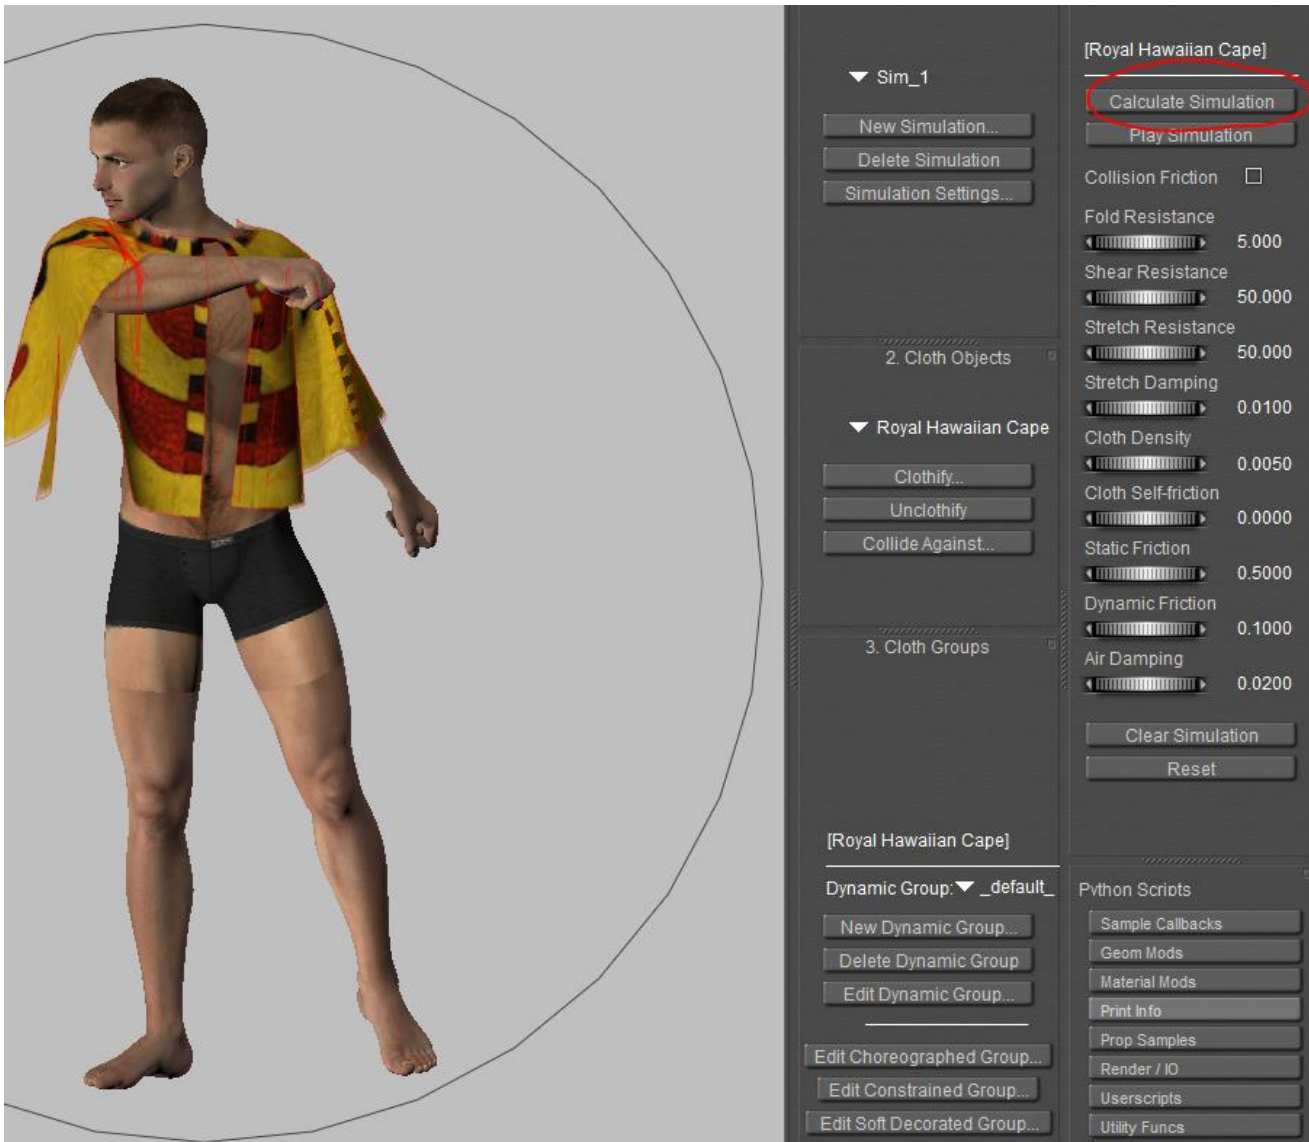 Sim_1
New Simulation...
Delete Simulation
Simulation Settings...
2. Cloth Objects
Royal Hawaiian Cape
Clothify...
Unclothify
Collide Against...
3. Cloth Groups
[Royal Hawaiian Cape]
Dynamic Group: _default_
New Dynamic Group...
Delete Dynamic Group
Edit Dynamic Group...
Edit Choreographed Group...
Edit Constrained Group...
Edit Soft Decorated Group...
[Royal Hawaiian Cape]
Calculate Simulation
Play Simulation
Collision Friction
Fold Resistance
5.000
Shear Resistance
50.000
Stretch Resistance
50.000
Stretch Damping
0.0100
Cloth Density
0.0050
Cloth Self-friction
0.0000
Static Friction
0.5000
Dynamic Friction
0.1000
Air Damping
0.0200
Clear Simulation
Reset
Python Scripts
Sample Callbacks
Geom Mods
Material Mods
Print Info
Prop Samples
Render / IO
Userscripts
Utility Funcs